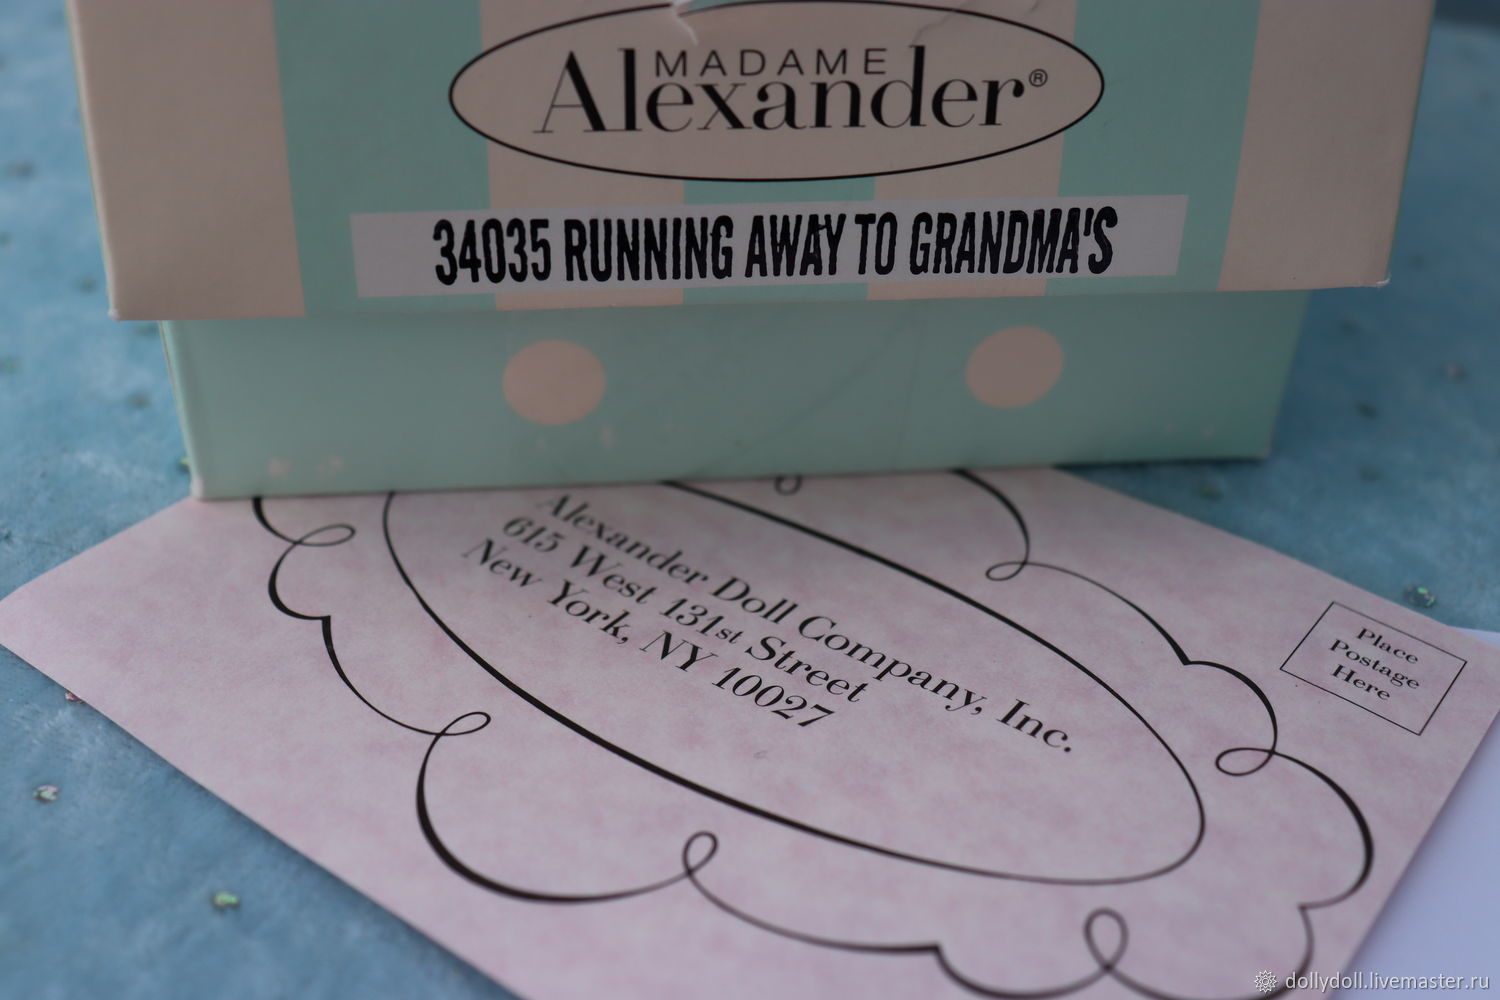 MADAME
Alexander®
34035 RUNNING AWAY TO GRANDMA'S
Alexander Doll Company, Inc.
615 West 131st Street
New York, NY 10027
Place
Postage
Here
dollydoll.livemaster.ru